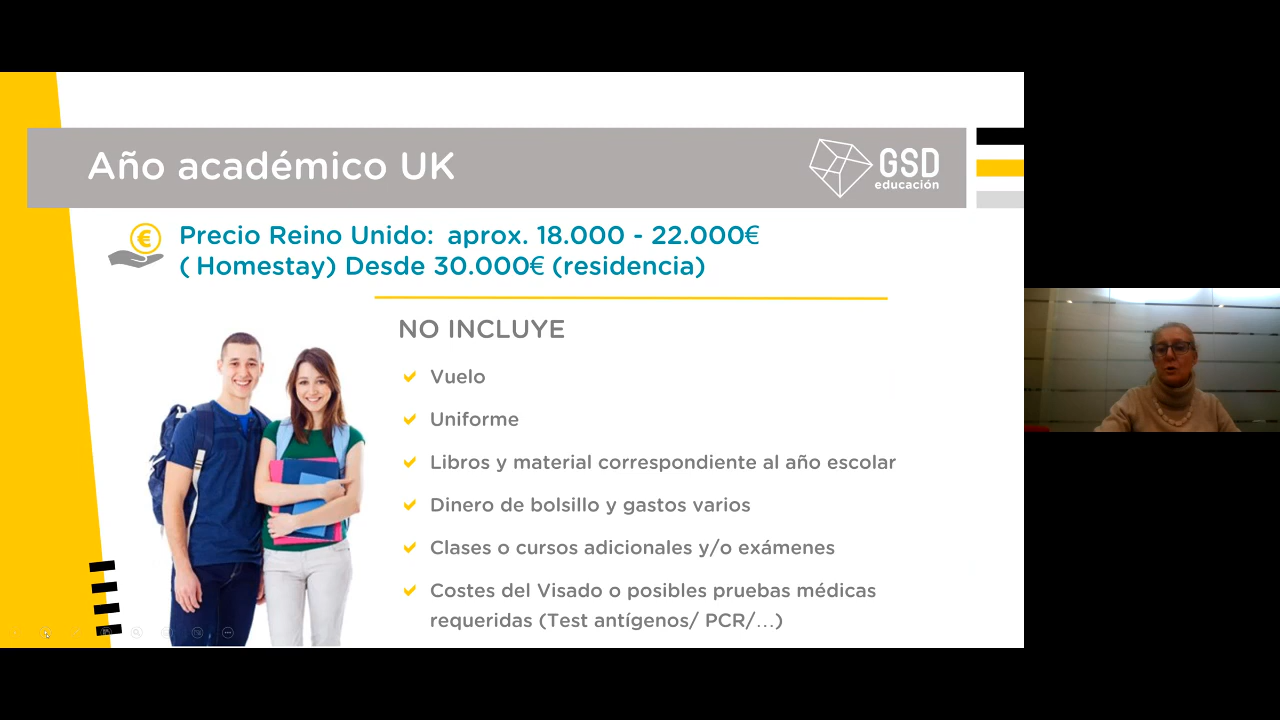 Año académico UK
GSD
educación
€
Precio Reino Unido: aprox. 18.000 - 22.000€
( Homestay) Desde 30.000€ (residencia)
NO INCLUYE
Vuelo
Uniforme
Libros y material correspondiente al año escolar
Dinero de bolsillo y gastos varios
Clases o cursos adicionales y/o exámenes
Costes del Visado o posibles pruebas médicas
requeridas (Test antígenos/ PCR/...)